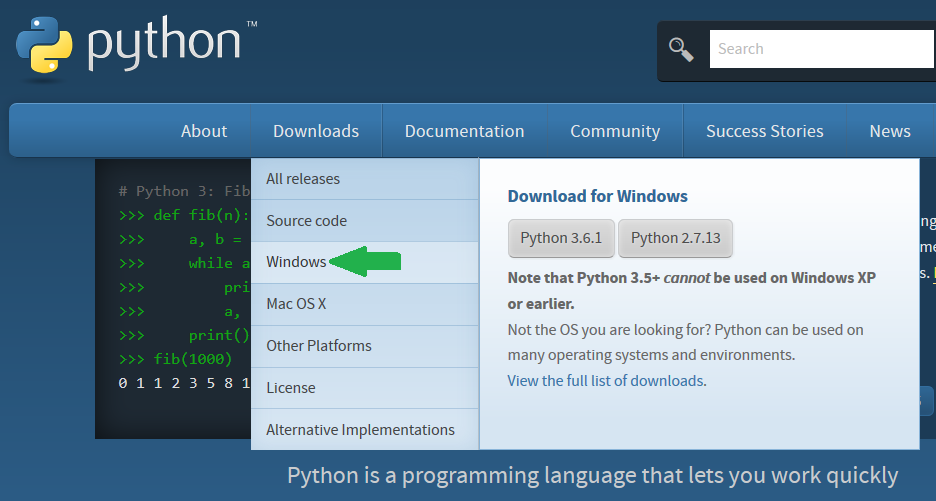 python™
Search
About
Downloads
Documentation
Community
Success Stories
News
# Python 3: Fib
>>> def fib(n):
>>> a, b =
>>> while a
>>> pri
>>> a,
>>> print()
>>> fib(1000)
0 1 1 2 3 5 8 1
All releases
Source code
Windows
Mac OS X
Other Platforms
License
Alternative Implementations
Download for Windows
Python 3.6.1
Python 2.7.13
Note that Python 3.5+ cannot be used on Windows XP
or earlier.
Not the OS you are looking for? Python can be used on
many operating systems and environments.
View the full list of downloads.
Python is a programming language that lets you work quickly